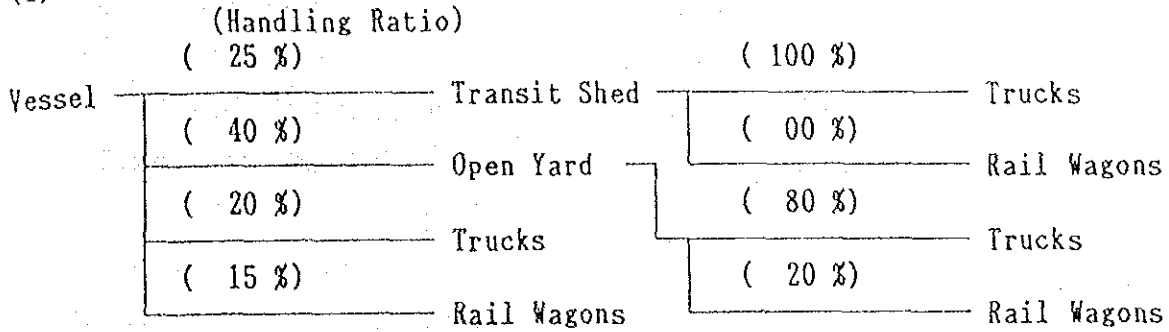 (Handling Ratio)
( 25 %) ( 100 %)
Vessel Transit Shed Trucks
( 40 %) ( 00 %)
Open Yard Rail Wagons
( 20 %) ( 80 %)
Trucks Trucks
( 15 %) ( 20 %)
Rail Wagons Rail Wagons